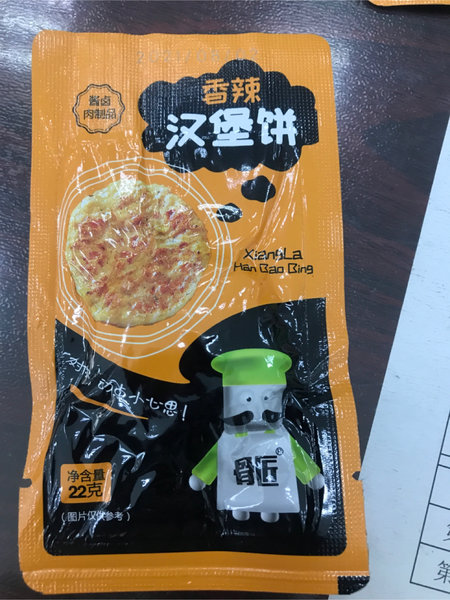 酱卤
肉制品
香辣
汉堡饼
XiangLa
Han Bao Bing
小心思!
骨匠
净含量
22克
(图片仅供参考)
第